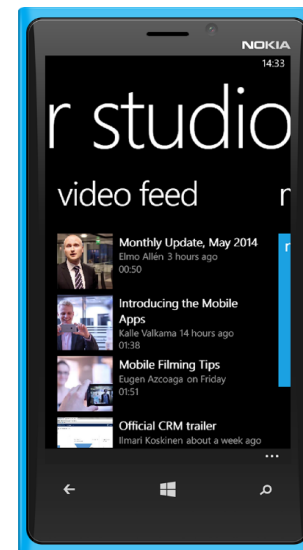 NOKIA
14:33
r studio
video feed
Monthly Update, May 2014
Elmo Allén 3 hours ago
00:50
Introducing the Mobile
Apps
Kalle Valkama 14 hours ago
01:38
Mobile Filming Tips
Eugen Azcoaga on Friday
01:51
Official CRM trailer
Ilmari Koskinen about a week ago